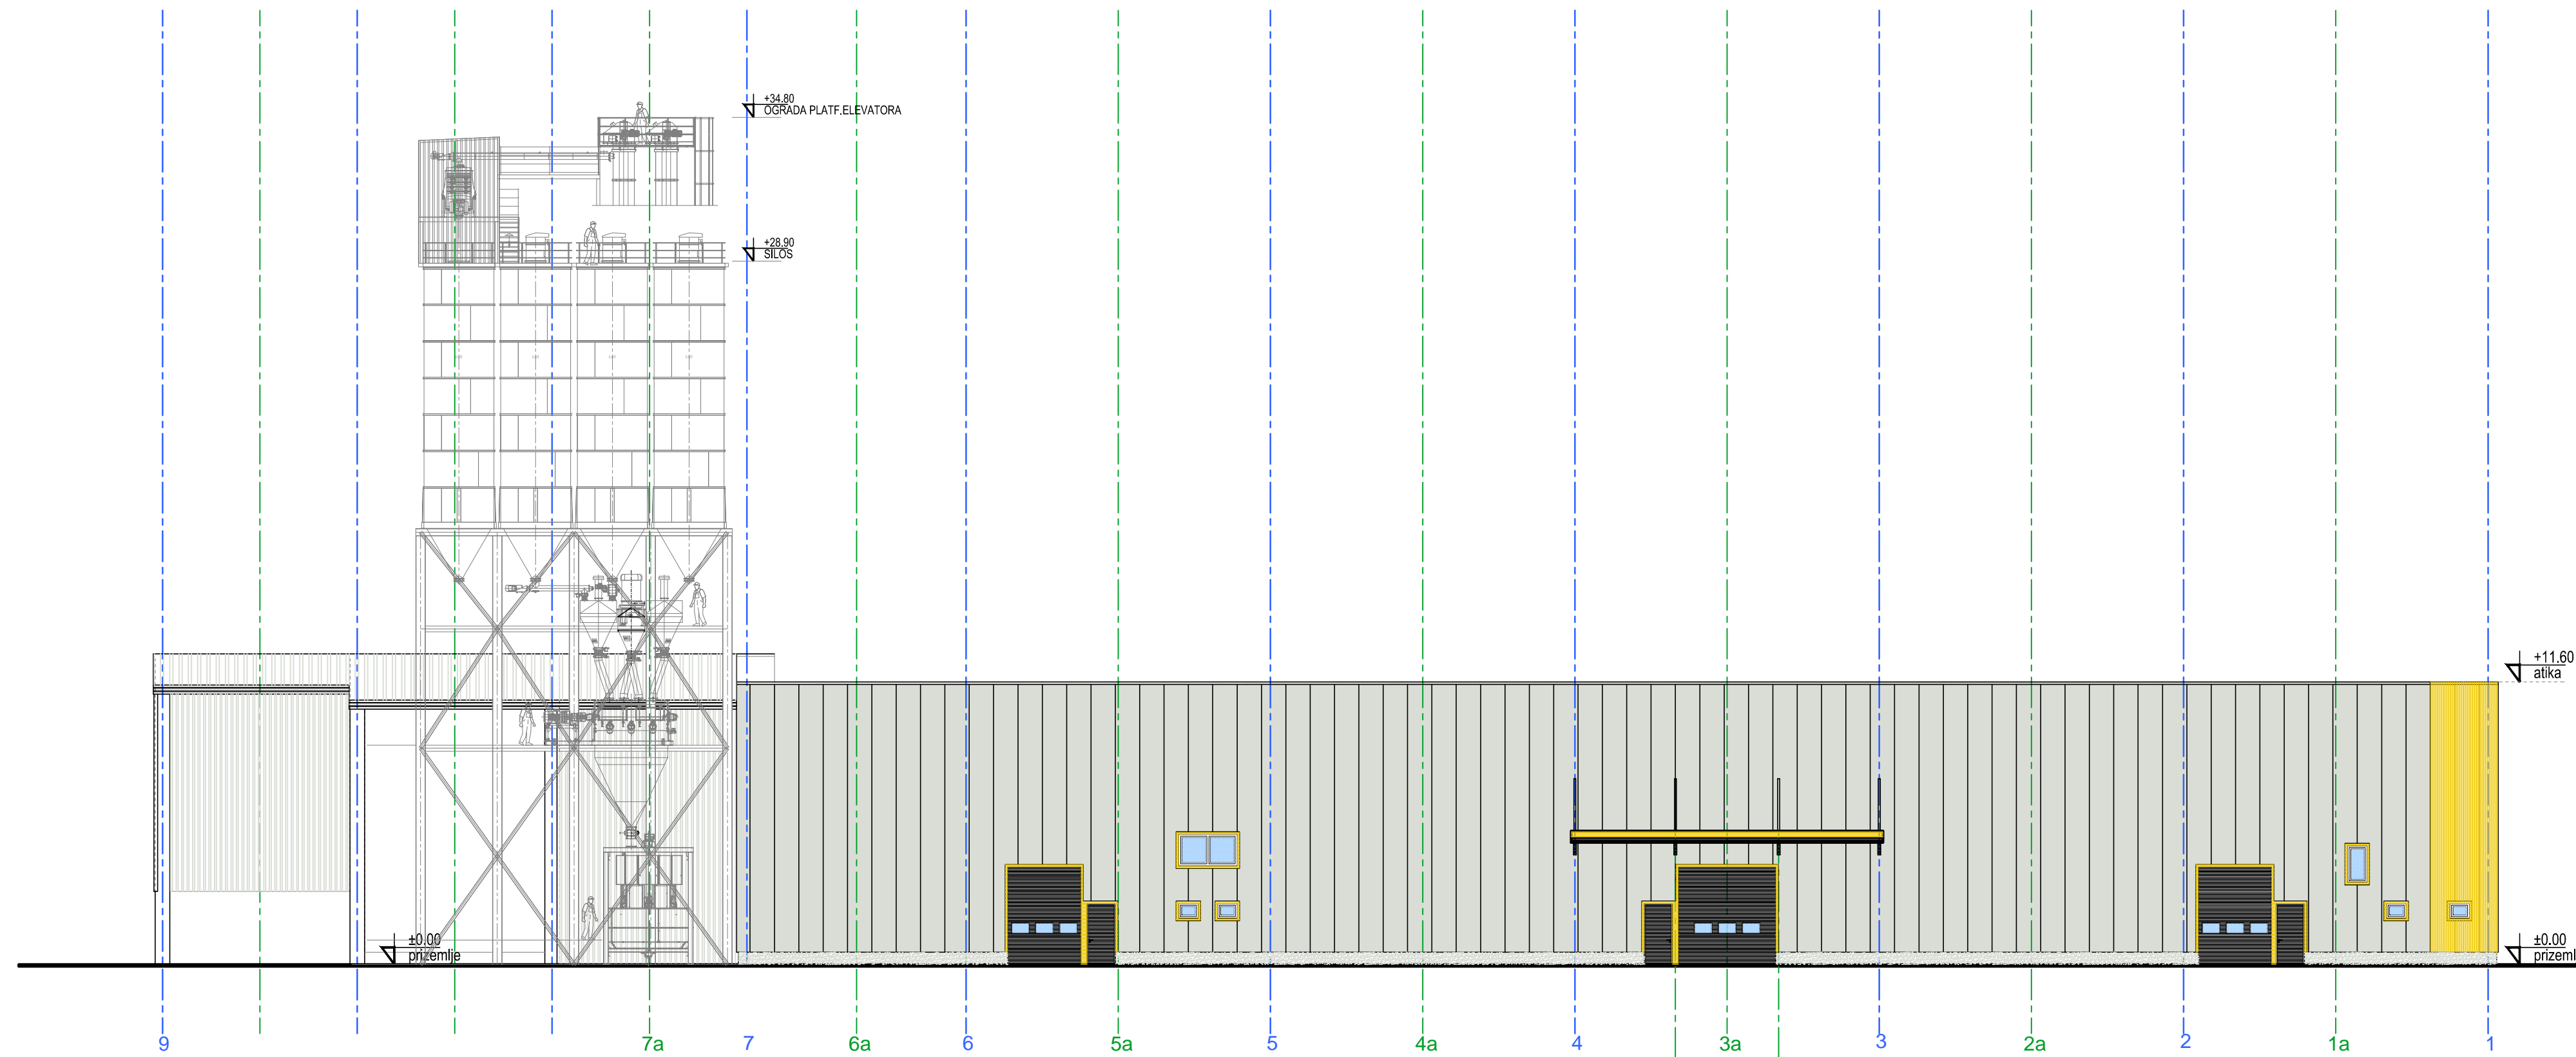 +34.80
OGRADA PLATF.ELEVATORA
+28.90
SILOS
+11.60
atika
±0.00
prizemlje
±0.00
prizeml
9
7a
7
6a
6
5a
5
4a
4
3a
3
2a
2
1a
1